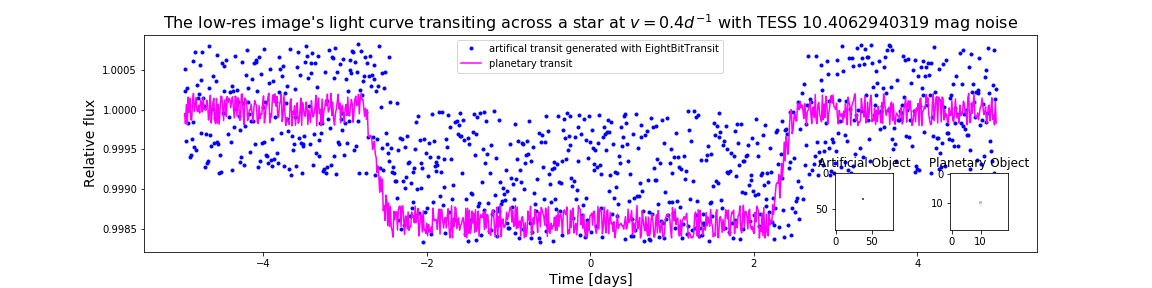 The low-res image's light curve transiting across a star at v = 0.4d⁻¹ with TESS 10.4062940319 mag noise
artifical transit generated with EightBitTransit
planetary transit
Relative flux
1.0005
1.0000
0.9995
0.9990
0.9985
Artificial Object
0
50
0 50
Planetary Object
0
10
0 10
−4 −2 0 2 4
Time [days]